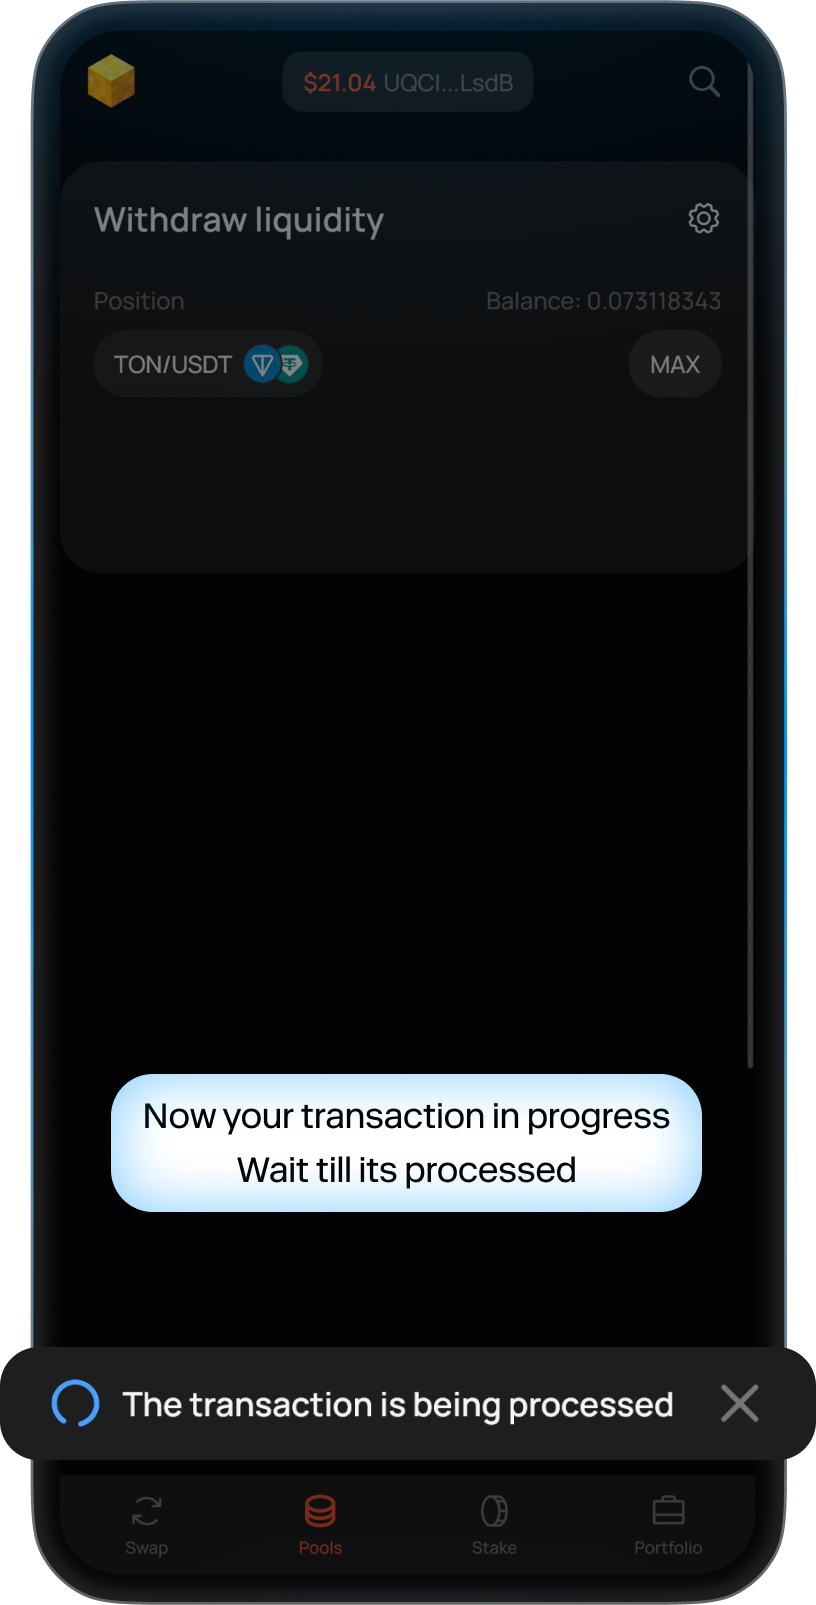 $21.04 UQCI...LsdB
Withdraw liquidity
Position
Balance: 0.073118343
TON/USDT
MAX
Now your transaction in progress
Wait till its processed
The transaction is being processed
Swap
Pools
Stake
Portfolio